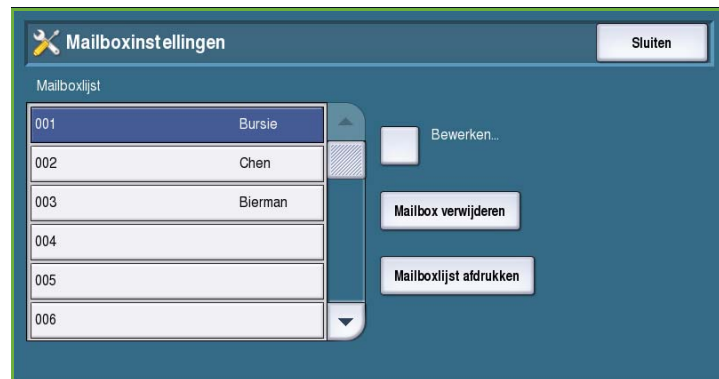 Mailboxinstellingen
Sluiten
Mailboxlijst
001 Bursie
002 Chen
003 Bierman
004
005
006
Bewerken...
Mailbox verwijderen
Mailboxlijst afdrukken